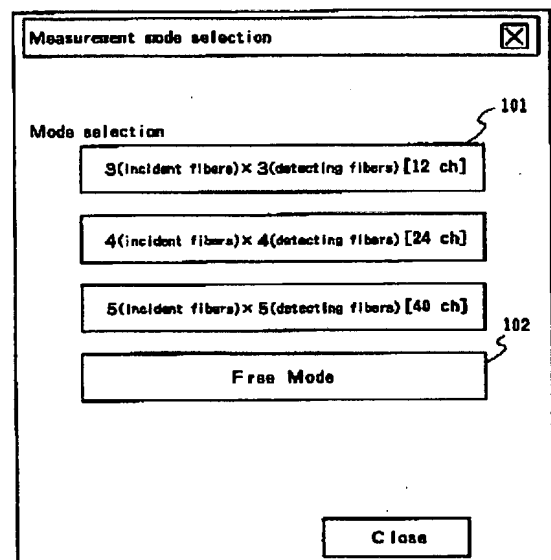 Measurement mode selection
101
Mode selection
3(incident fibers)×3(detecting fibers)[12 ch]
4(incident fibers)×4(detecting fibers)[24 ch]
5(incident fibers)×5(detecting fibers)[40 ch]
102
Free Mode
Close